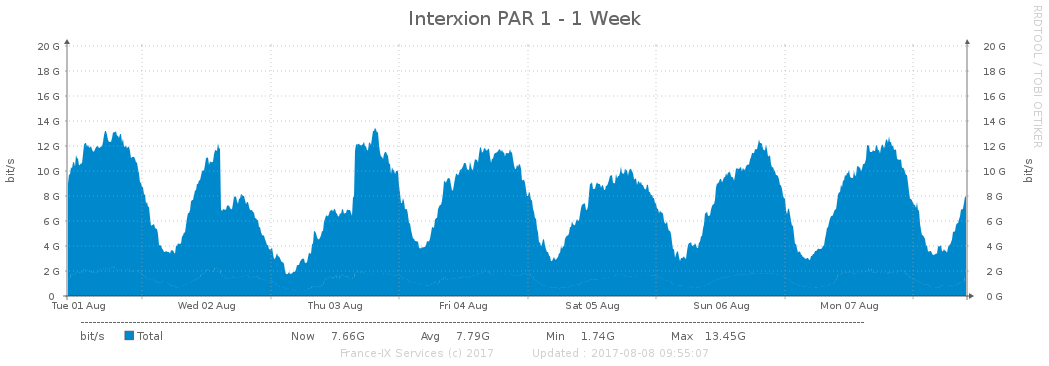 Interxion PAR 1 - 1 Week
RRDTOOL / TOBI OETIKER
bit/s
20 G 20 G
18 G 18 G
16 G 16 G
14 G 14 G
12 G 12 G
10 G 10 G
8 G 8 G
6 G 6 G
4 G 4 G
2 G 2 G
0 0 G
bit/s
Tue 01 Aug Wed 02 Aug Thu 03 Aug Fri 04 Aug Sat 05 Aug Sun 06 Aug Mon 07 Aug
bit/s Total Now 7.66G Avg 7.79G Min 1.74G Max 13.45G
France-IX Services (c) 2017 Updated : 2017-08-08 09:55:07